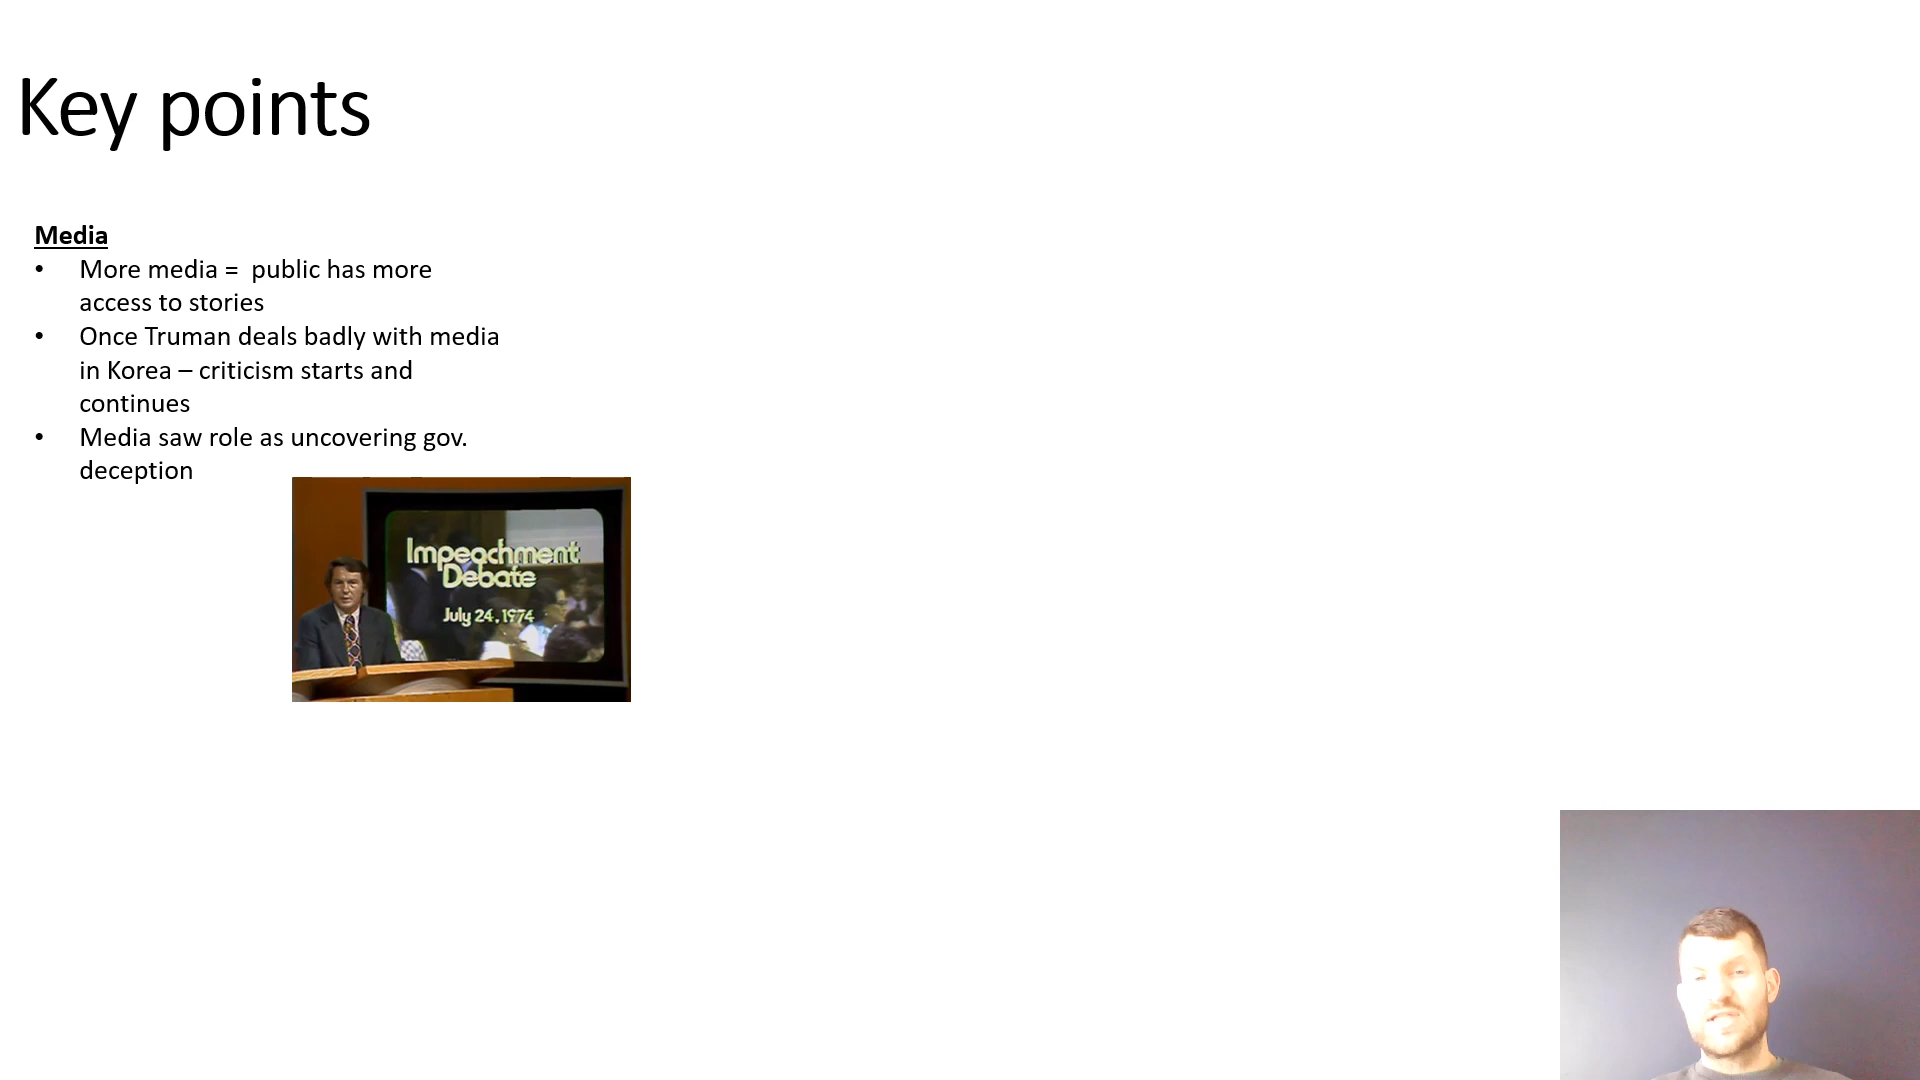 Key points
Media
• More media =  public has more
access to stories
• Once Truman deals badly with media
in Korea – criticism starts and
continues
• Media saw role as uncovering gov.
deception
Impeachment
Debate
July 24, 1974